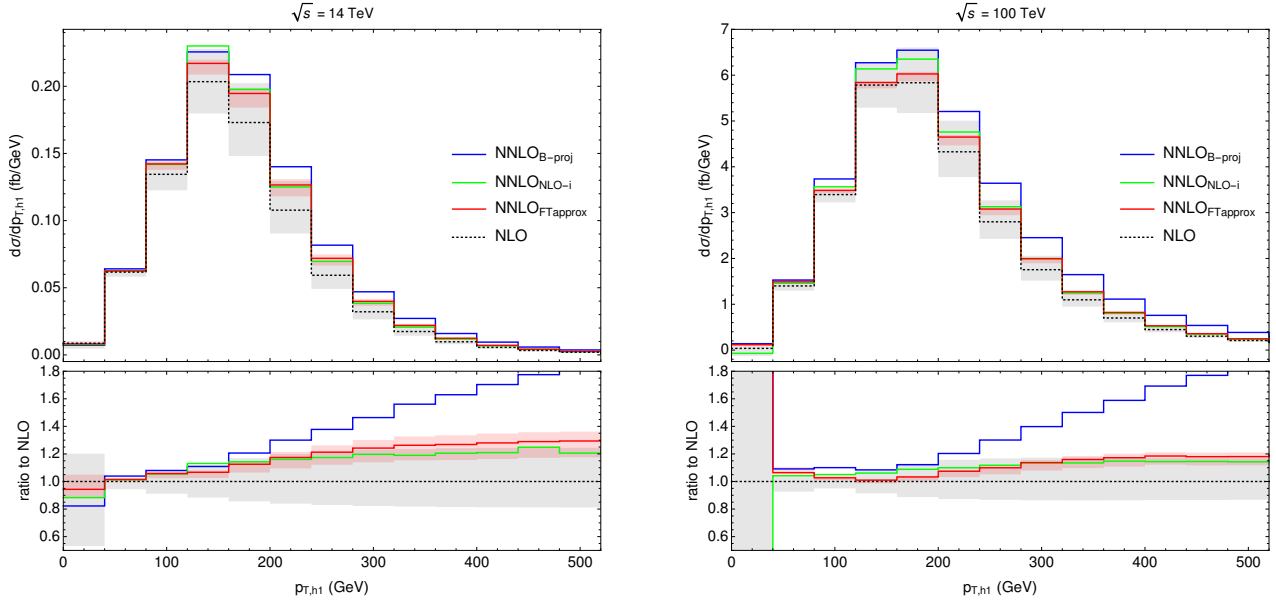 √s = 14 TeV
dσ/dp_T,h1 (fb/GeV)
0.20
0.15
0.10
0.05
0.00
NNLO_B-proj
NNLO_NLO-i
NNLO_FTapprox
NLO
ratio to NLO
1.8
1.6
1.4
1.2
1.0
0.8
0.6
0 100 200 300 400 500
p_T,h1 (GeV)
√s = 100 TeV
dσ/dp_T,h1 (fb/GeV)
7
6
5
4
3
2
1
0
NNLO_B-proj
NNLO_NLO-i
NNLO_FTapprox
NLO
ratio to NLO
1.8
1.6
1.4
1.2
1.0
0.8
0.6
0 100 200 300 400 500
p_T,h1 (GeV)